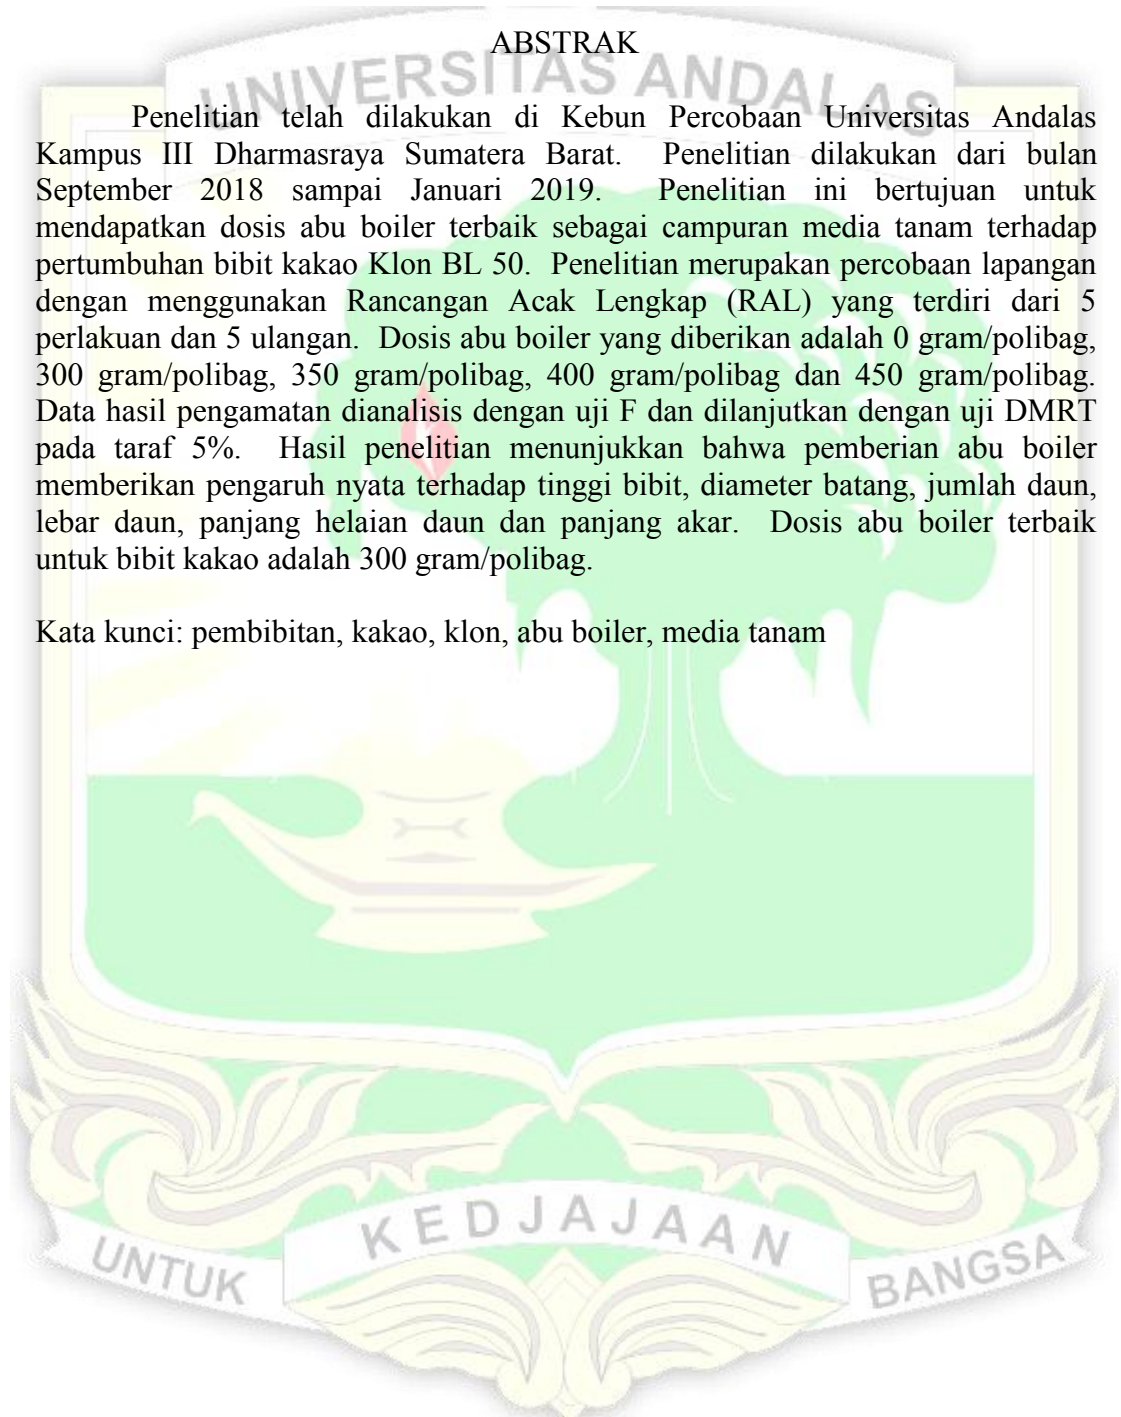 ABSTRAK
UNIVERSITAS ANDALAS
Penelitian telah dilakukan di Kebun Percobaan Universitas Andalas
Kampus III Dharmasraya Sumatera Barat. Penelitian dilakukan dari bulan
September 2018 sampai Januari 2019. Penelitian ini bertujuan untuk
mendapatkan dosis abu boiler terbaik sebagai campuran media tanam terhadap
pertumbuhan bibit kakao Klon BL 50. Penelitian merupakan percobaan lapangan
dengan menggunakan Rancangan Acak Lengkap (RAL) yang terdiri dari 5
perlakuan dan 5 ulangan. Dosis abu boiler yang diberikan adalah 0 gram/polibag,
300 gram/polibag, 350 gram/polibag, 400 gram/polibag dan 450 gram/polibag.
Data hasil pengamatan dianalisis dengan uji F dan dilanjutkan dengan uji DMRT
pada taraf 5%. Hasil penelitian menunjukkan bahwa pemberian abu boiler
memberikan pengaruh nyata terhadap tinggi bibit, diameter batang, jumlah daun,
lebar daun, panjang helaian daun dan panjang akar. Dosis abu boiler terbaik
untuk bibit kakao adalah 300 gram/polibag.
Kata kunci: pembibitan, kakao, klon, abu boiler, media tanam
UNTUK KEDJAJAAN BANGSA